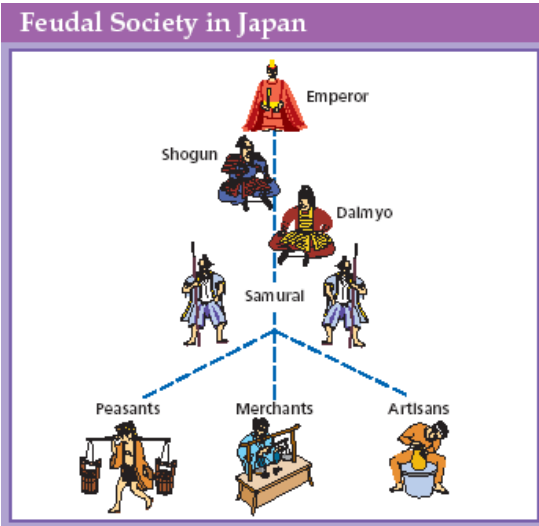 Feudal Society in Japan
Emperor
Shogun
Daimyo
Samurai
Peasants Merchants Artisans